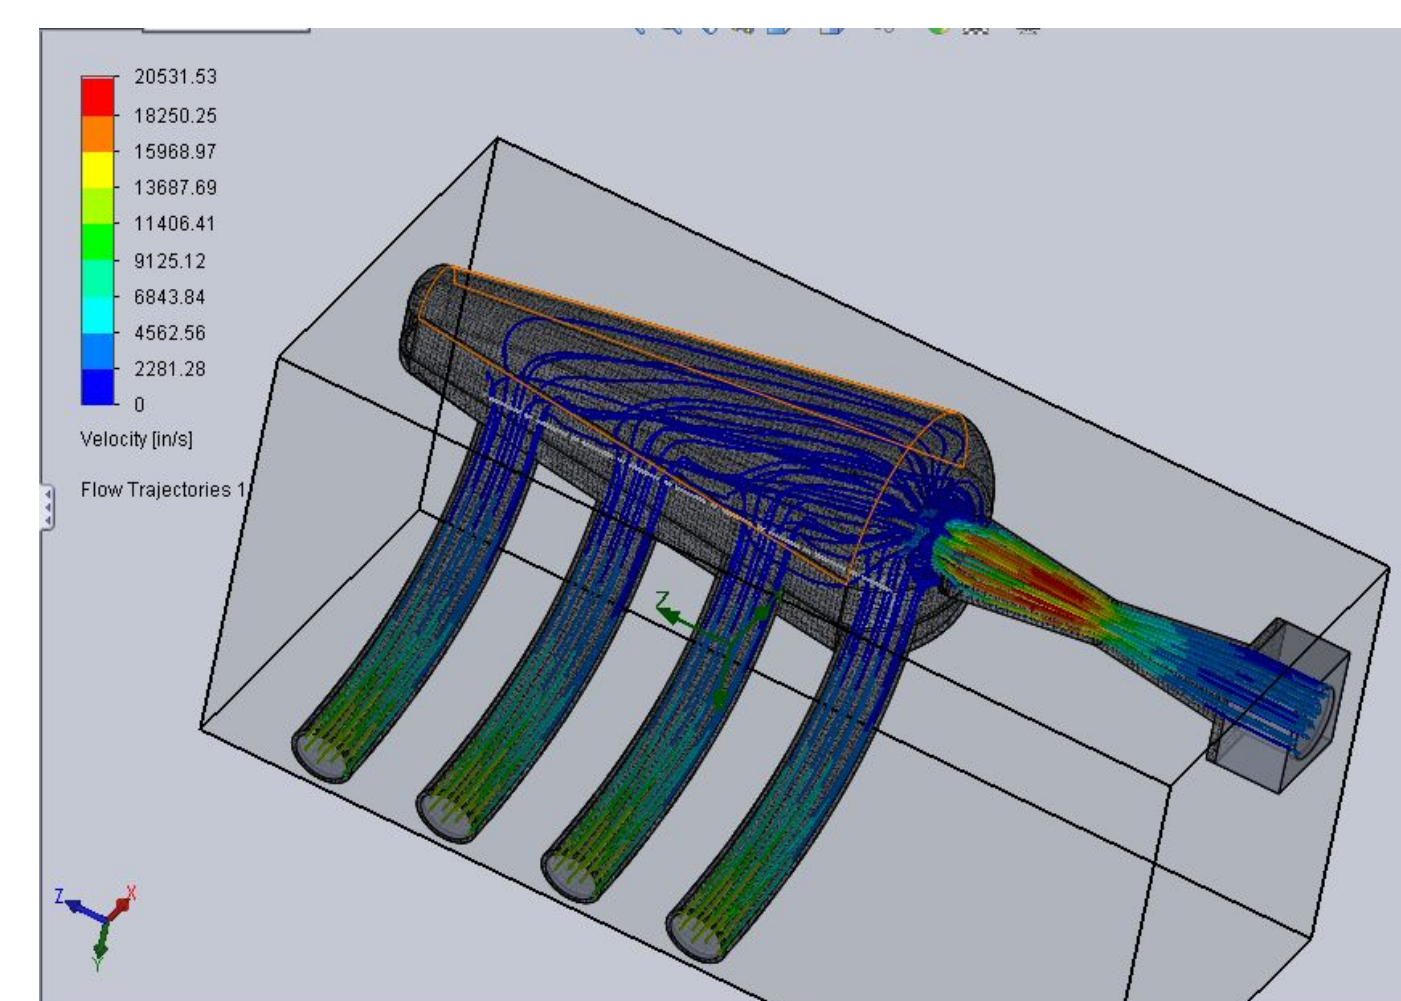 20531.53
18250.25
15968.97
13687.69
11406.41
9125.12
6843.84
4562.56
2281.28
0
Velocity [in/s]
Flow Trajectories 1
Z
Z
X
Y